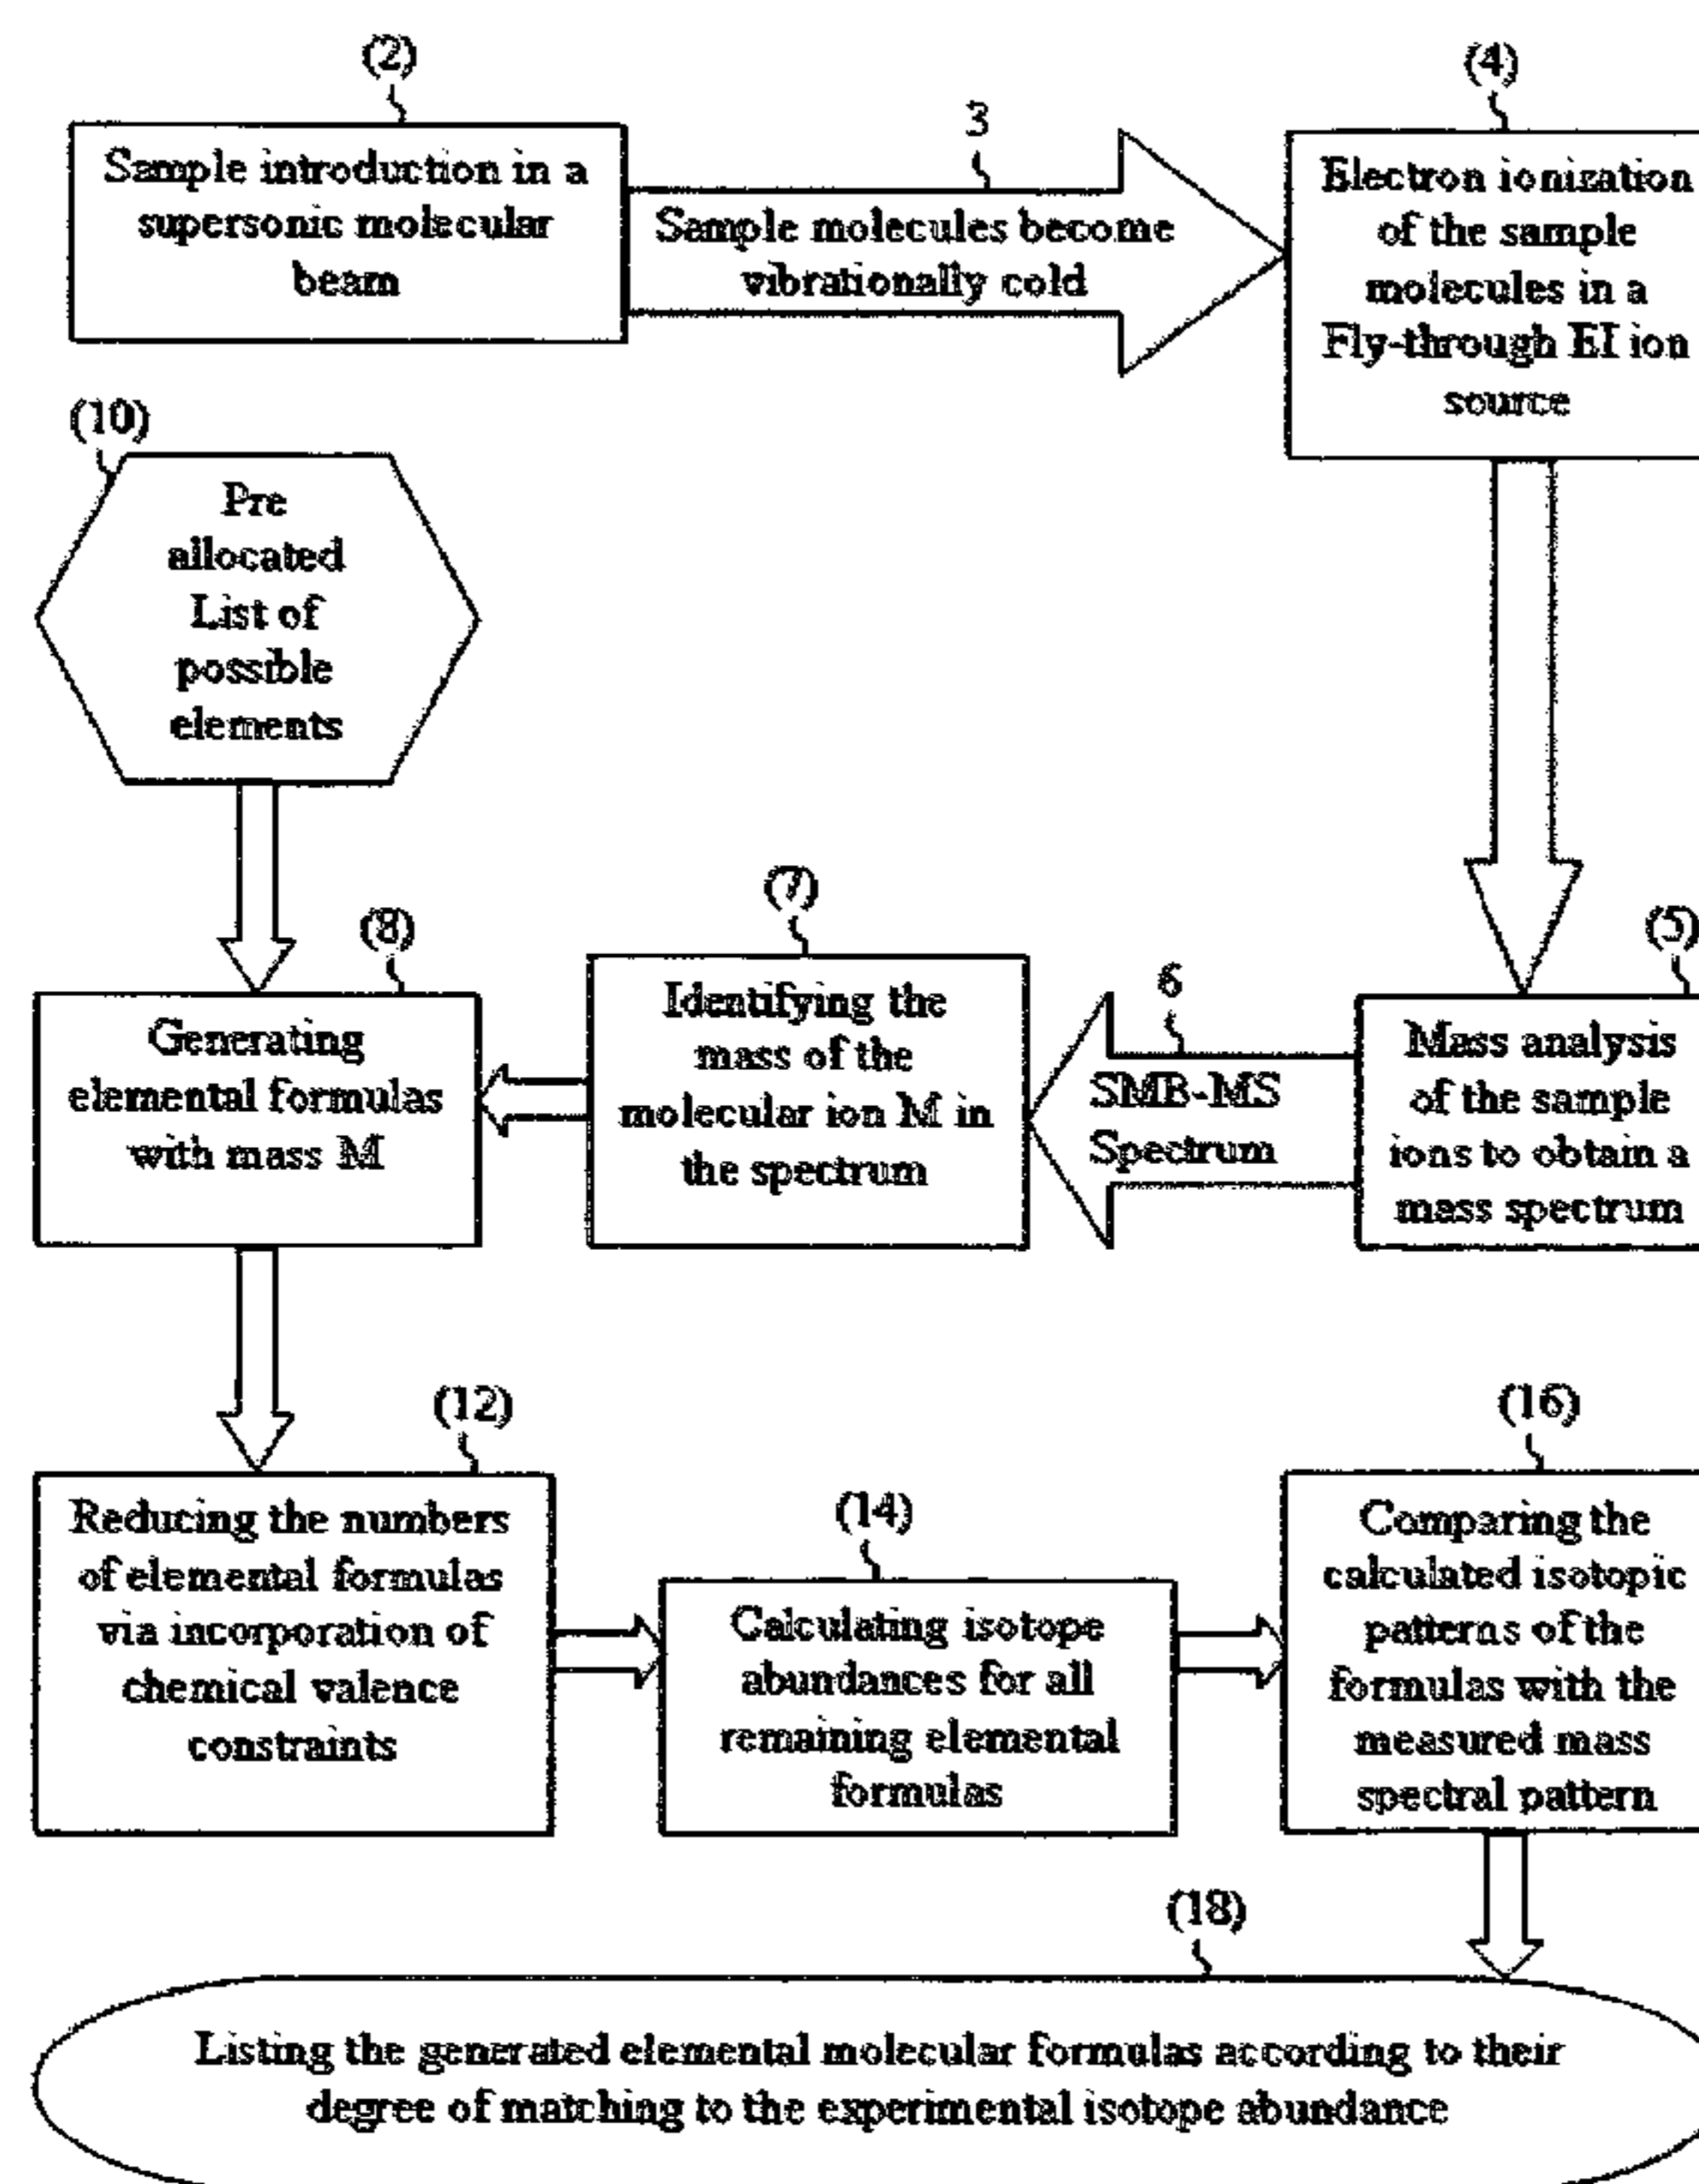 (2)
Sample introduction in a
supersonic molecular
beam
3
Sample molecules become
vibrationally cold
(4)
Electron ionization
of the sample
molecules in a
Fly-through EI ion
source
(10)
Pre
allocated
List of
possible
elements
(5)
Mass analysis
of the sample
ions to obtain a
mass spectrum
6
SMB-MS
Spectrum
(7)
Identifying the
mass of the
molecular ion M in
the spectrum
(8)
Generating
elemental formulas
with mass M
(12)
Reducing the numbers
of elemental formulas
via incorporation of
chemical valence
constraints
(14)
Calculating isotope
abundances for all
remaining elemental
formulas
(16)
Comparing the
calculated isotopic
patterns of the
formulas with the
measured mass
spectral pattern
(18)
Listing the generated elemental molecular formulas according to their
degree of matching to the experimental isotope abundance